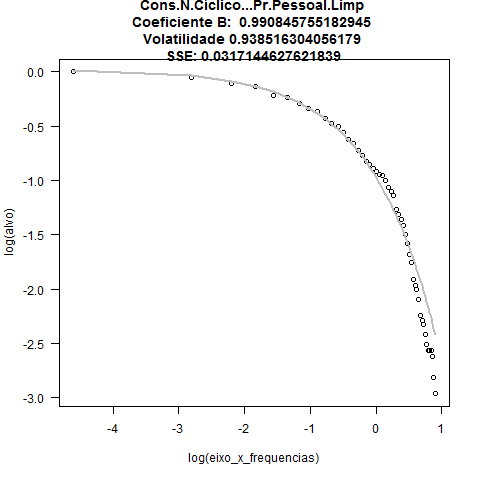 Cons.N.Ciclico...Pr.Pessoal.Limp
Coeficiente B:  0.990845755182945
Volatilidade 0.938516304056179
SSE: 0.0317144627621839
0.0
-0.5
-1.0
-1.5
-2.0
-2.5
-3.0
log(alvo)
-4
-3
-2
-1
0
1
log(eixo_x_frequencias)